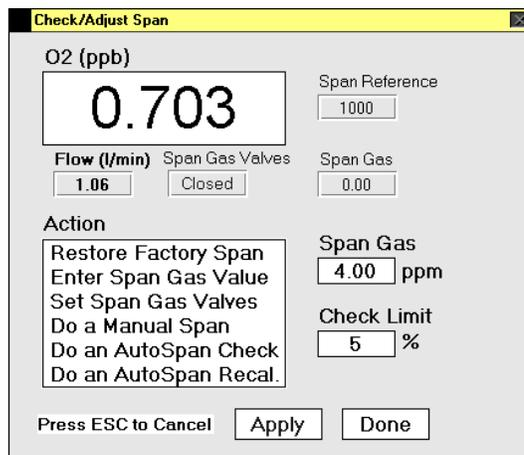 Check/Adjust Span
O2 (ppb)
0.703
Span Reference
1000
Flow (l/min) Span Gas Valves Span Gas
1.06 Closed 0.00
Action
Restore Factory Span
Enter Span Gas Value
Set Span Gas Valves
Do a Manual Span
Do an AutoSpan Check
Do an AutoSpan Recal.
Span Gas
4.00 ppm
Check Limit
5 %
Press ESC to Cancel Apply Done